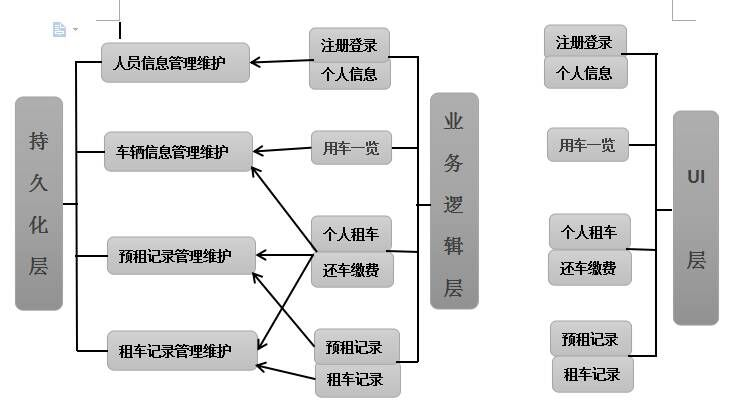 持久化层
人员信息管理维护
车辆信息管理维护
预租记录管理维护
租车记录管理维护
注册登录
个人信息
用车一览
个人租车
还车缴费
预租记录
租车记录
业务逻辑层
注册登录
个人信息
用车一览
个人租车
还车缴费
预租记录
租车记录
UI层